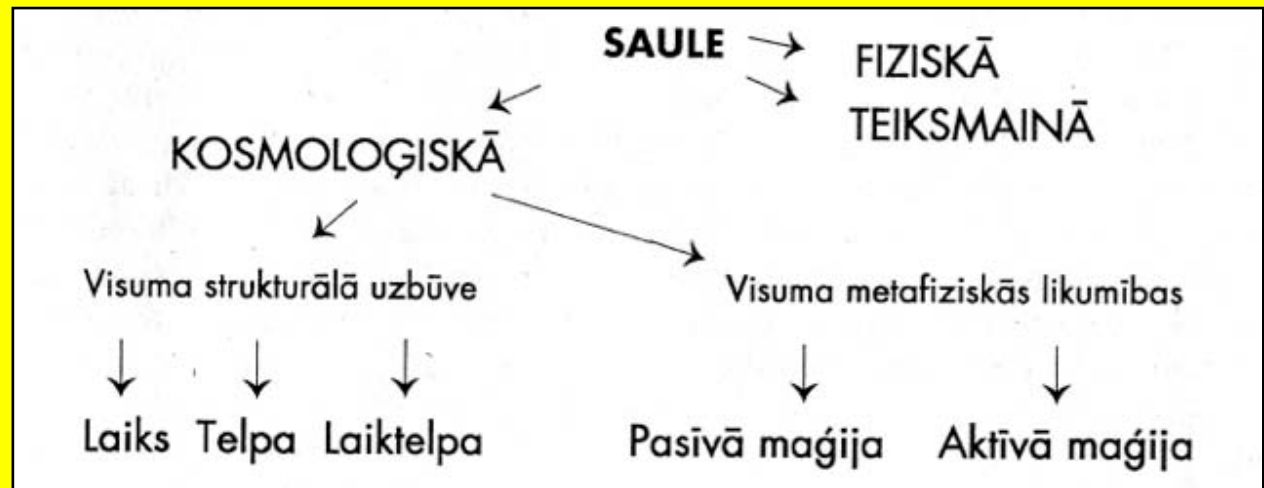 SAULE
FIZISKĀ
TEIKSMAINĀ
KOSMOLOĢISKĀ
Visuma strukturālā uzbūve
Visuma metafiziskās likumības
Laiks Telpa Laiktelpa
Pasīvā maģija Aktīvā maģija